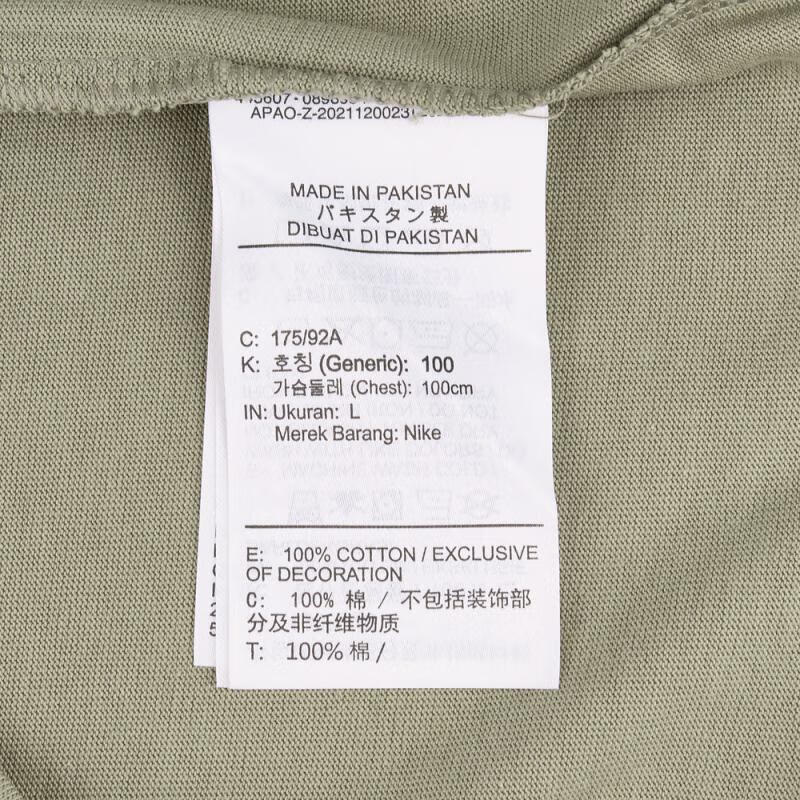 APAO-Z-2021120023
MADE IN PAKISTAN
パキスタン製
DIBUAT DI PAKISTAN
C: 175/92A
K: 호칭 (Generic): 100
가슴둘레 (Chest): 100cm
IN: Ukuran: L
Merek Barang: Nike
E: 100% COTTON / EXCLUSIVE
OF DECORATION
C: 100% 棉 / 不包括装饰部
分及非纤维物质
T: 100% 棉 /